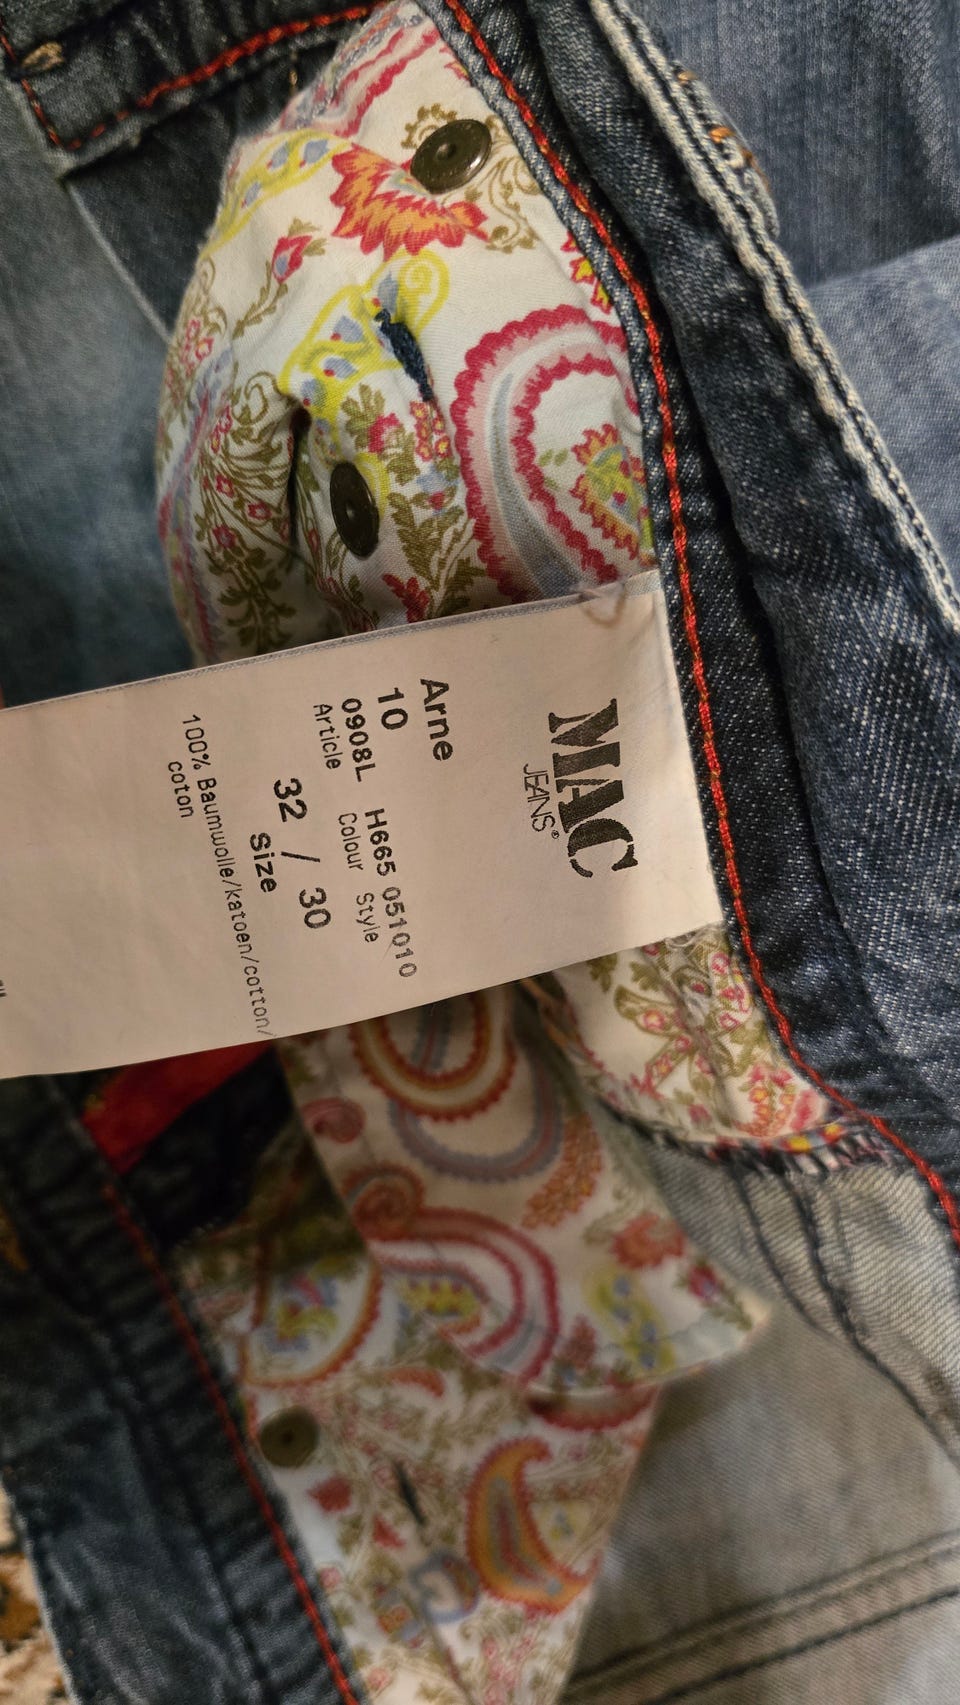 MAC
JEANS®
Arne
10
0908L H665 051010
Article Colour Style
32 / 30
Size
100% Baumwolle/katoen/cotton/
coton